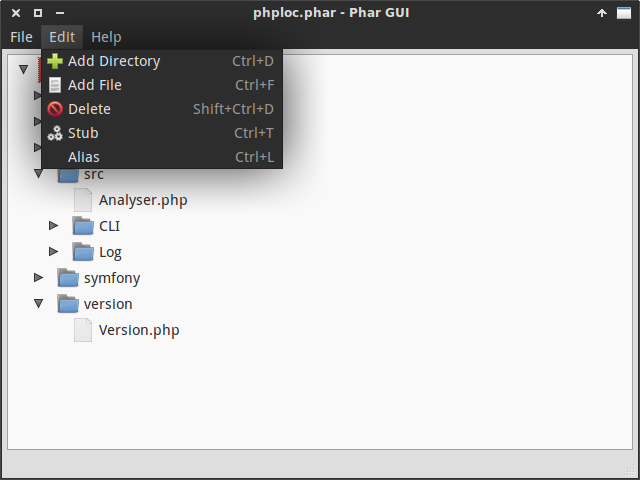 phploc.phar - Phar GUI
File Edit Help
Add Directory Ctrl+D
Add File Ctrl+F
Delete Shift+Ctrl+D
Stub Ctrl+T
Alias Ctrl+L
src
Analyser.php
CLI
Log
symfony
version
Version.php